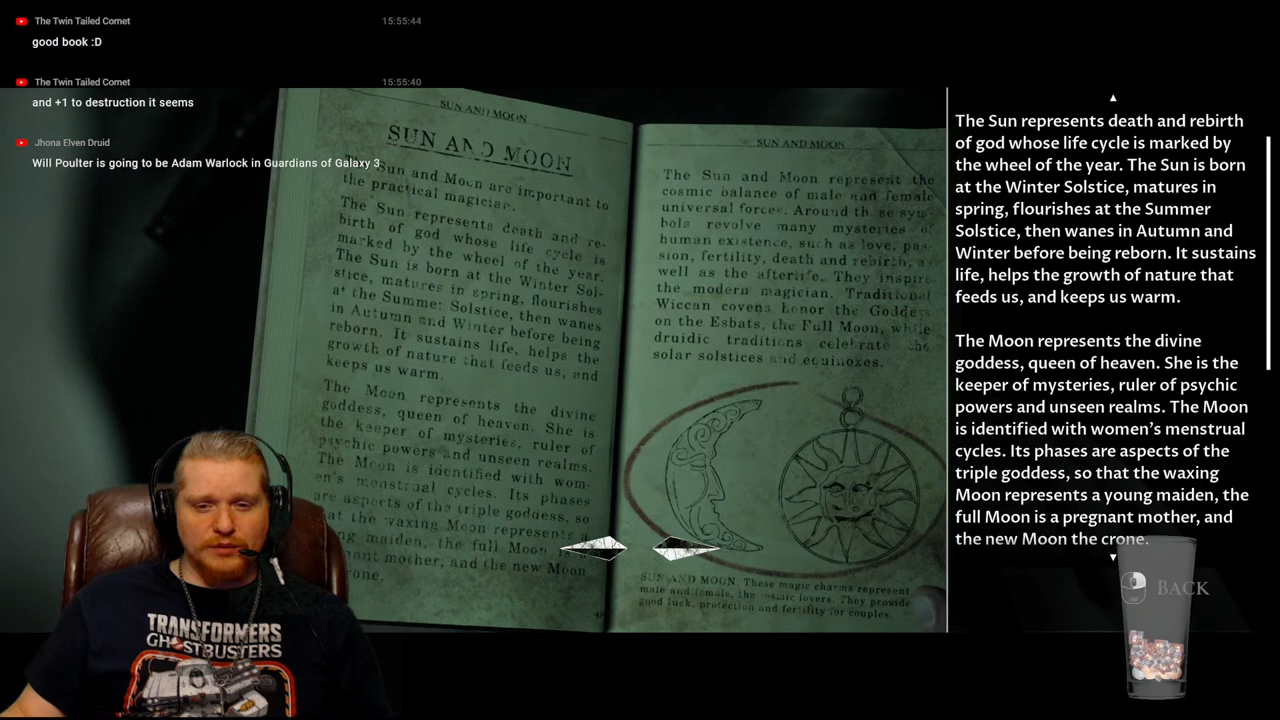 The Twin Tailed Comet
15:55:44
good book :D
The Twin Tailed Comet
15:55:40
and +1 to destruction it seems
Jhona Elven Druid
Will Poulter is going to be Adam Warlock in Guardians of Galaxy 3
SUN AND MOON
SUN AND MOON
Sun and Moon are important to
the practical magician.
The Sun represents death and re-
birth of god whose life cycle is
marked by the wheel of the year.
The Sun is born at the Winter Sol-
stice, matures in spring, flourishes
at the Summer Solstice, then wanes
in Autumn and Winter before being
reborn. It sustains life, helps the
growth of nature that feeds us, and
keeps us warm.
The Moon represents the divine
goddess, queen of heaven. She is
the keeper of mysteries, ruler of
psychic powers and unseen realms.
The Moon is identified with wom-
en's menstrual cycles. Its phases
are aspects of the triple goddess, so
at the waxing Moon represents a
maiden, the full Moon is
mother, and the new Moon
crone.
SUN AND MOON
The Sun and Moon represent the
cosmic balance of male and female
universal forces. Around these sym-
bols revolve many mysteries of
human existence, such as love, pas-
sion, fertility, death and rebirth, as
well as the afterlife. They inspire
the modern magician. Traditional
Wiccan covens honor the Goddess
on the Esbats, the Full Moon, while
druidic traditions celebrate the
solar solstices and equinoxes.
SUN AND MOON: These magic charms represent
male and female, the cosmic lovers. They provide
good luck, protection and fertility for couples.
The Sun represents death and rebirth
of god whose life cycle is marked by
the wheel of the year. The Sun is born
at the Winter Solstice, matures in
spring, flourishes at the Summer
Solstice, then wanes in Autumn and
Winter before being reborn. It sustains
life, helps the growth of nature that
feeds us, and keeps us warm.
The Moon represents the divine
goddess, queen of heaven. She is the
keeper of mysteries, ruler of psychic
powers and unseen realms. The Moon
is identified with women's menstrual
cycles. Its phases are aspects of the
triple goddess, so that the waxing
Moon represents a young maiden, the
full Moon is a pregnant mother, and
the new Moon the crone.
BACK
TRANSFORMERS
GHOSTBUSTERS